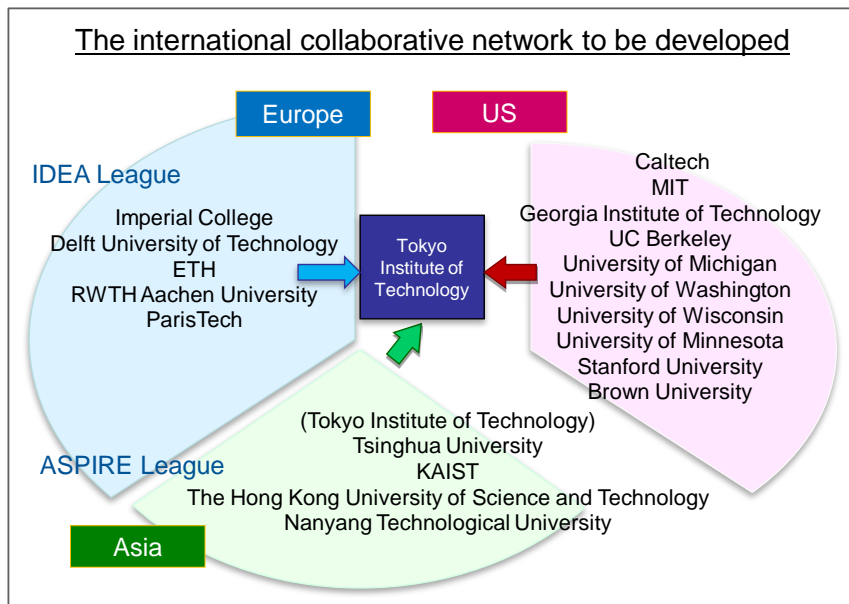 The international collaborative network to be developed
Europe
US
IDEA League
Imperial College
Delft University of Technology
ETH
RWTH Aachen University
ParisTech
Tokyo
Institute of
Technology
Caltech
MIT
Georgia Institute of Technology
UC Berkeley
University of Michigan
University of Washington
University of Wisconsin
University of Minnesota
Stanford University
Brown University
ASPIRE League
(Tokyo Institute of Technology)
Tsinghua University
KAIST
The Hong Kong University of Science and Technology
Nanyang Technological University
Asia